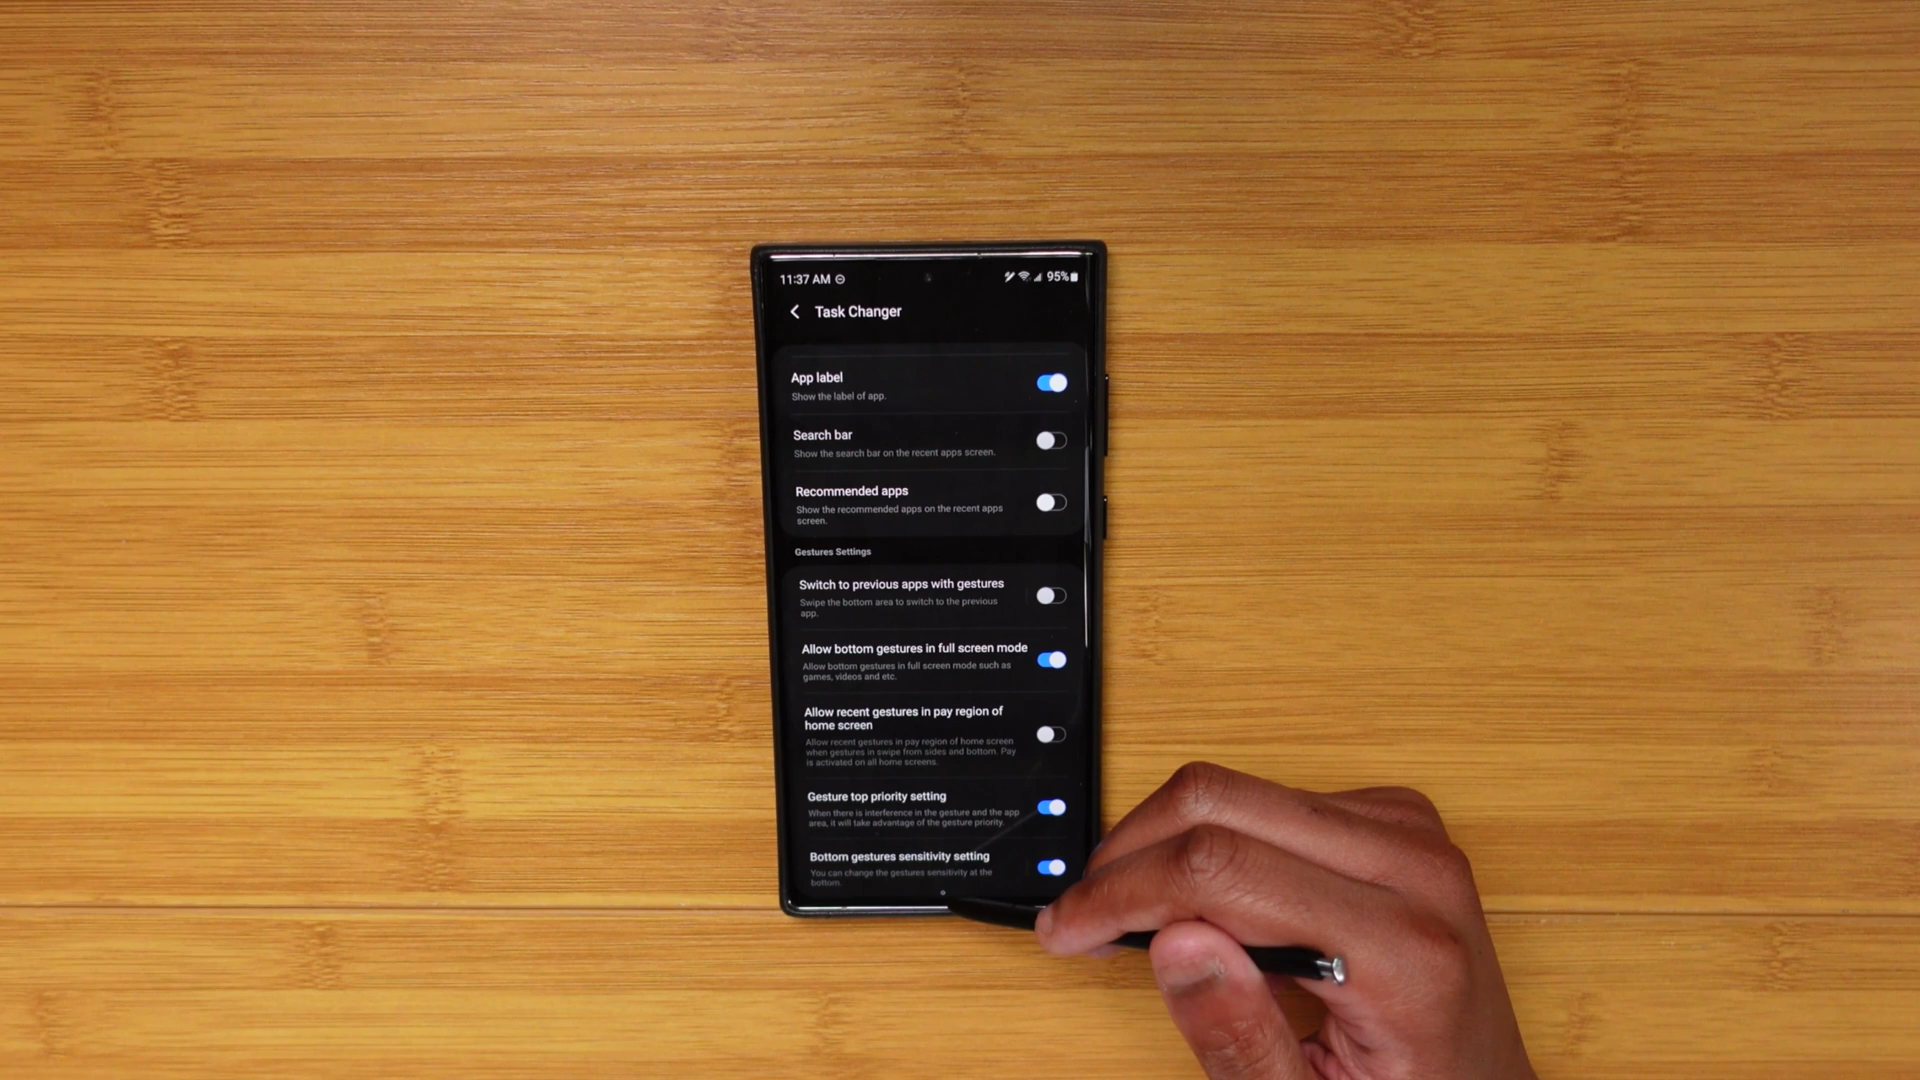 11:37 AM
95%
Task Changer
App label
Show the label of app.
Search bar
Show the search bar on the recent apps screen.
Recommended apps
Show the recommended apps on the recent apps
screen.
Gestures Settings
Switch to previous apps with gestures
Swipe the bottom area to switch to the previous
app.
Allow bottom gestures in full screen mode
Allow bottom gestures in full screen mode such as
games, videos and etc.
Allow recent gestures in pay region of
home screen
Allow recent gestures in pay region of home screen
when gestures in swipe from sides and bottom. Pay
is activated on all home screens.
Gesture top priority setting
When there is interference in the gesture and the app
area, it will take advantage of the gesture priority.
Bottom gestures sensitivity setting
You can change the gestures sensitivity at the
bottom.